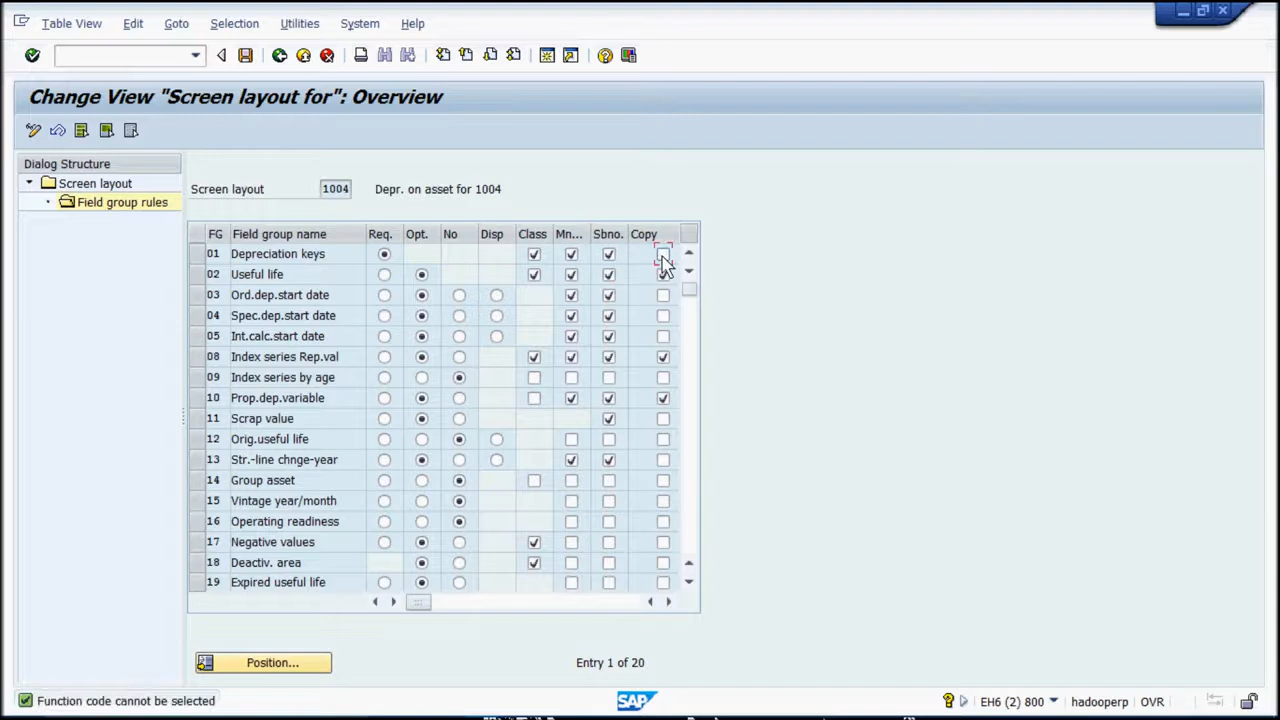 Table View Edit Goto Selection Utilities System Help
Change View "Screen layout for": Overview
Dialog Structure
Screen layout
Field group rules
Screen layout 1004 Depr. on asset for 1004
FG Field group name Req. Opt. No Disp Class Mn... Sbno. Copy
01 Depreciation keys
02 Useful life
03 Ord.dep.start date
04 Spec.dep.start date
05 Int.calc.start date
08 Index series Rep.val
09 Index series by age
10 Prop.dep.variable
11 Scrap value
12 Orig.useful life
13 Str.-line chnge-year
14 Group asset
15 Vintage year/month
16 Operating readiness
17 Negative values
18 Deactiv. area
19 Expired useful life
Position... Entry 1 of 20
Function code cannot be selected SAP EH6 (2) 800 hadooperp OVR